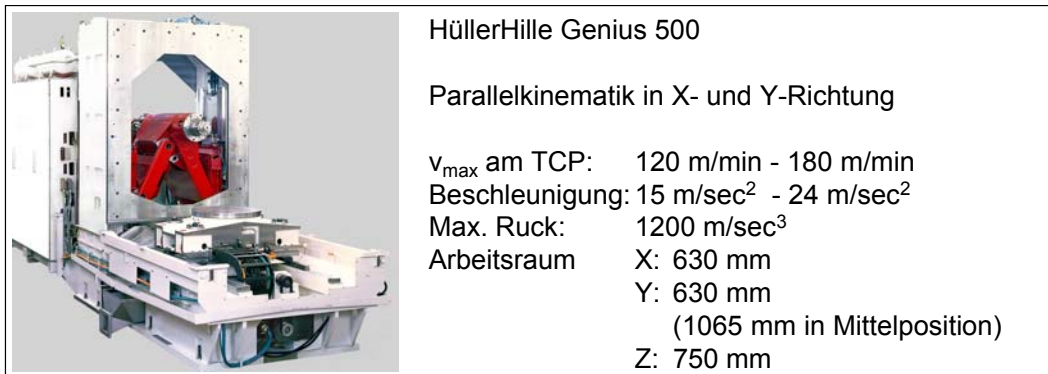 HüllerHille Genius 500
Parallelkinematik in X- und Y-Richtung
vmax am TCP: 120 m/min - 180 m/min
Beschleunigung: 15 m/sec² - 24 m/sec²
Max. Ruck: 1200 m/sec³
Arbeitsraum X: 630 mm
Y: 630 mm
(1065 mm in Mittelposition)
Z: 750 mm